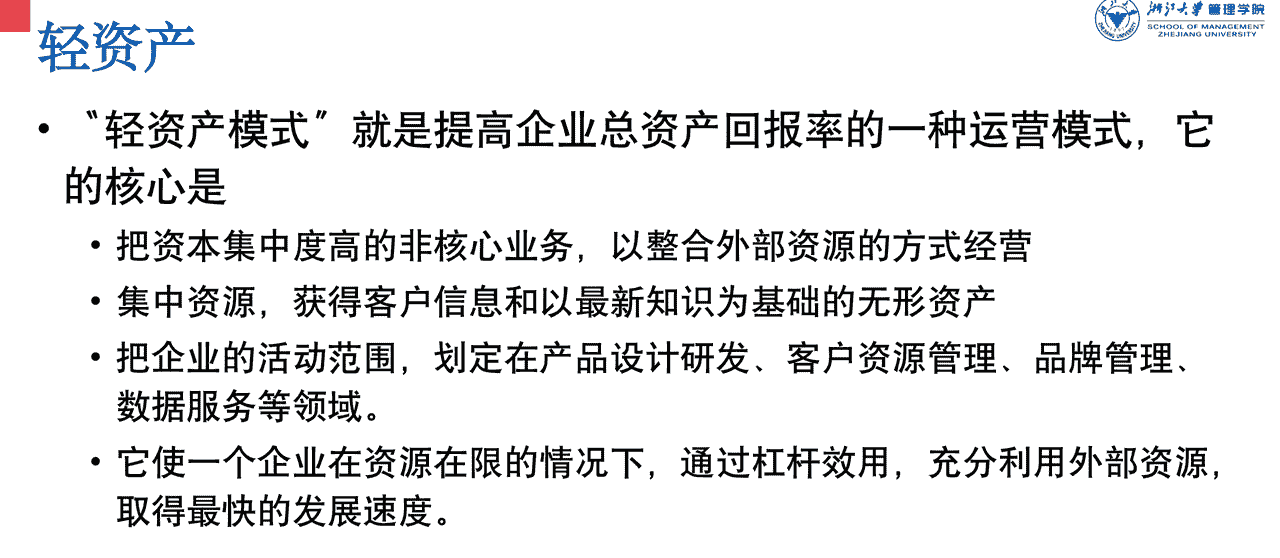 轻资产
浙江大学管理学院
SCHOOL OF MANAGEMENT
ZHEJIANG UNIVERSITY
• “轻资产模式”就是提高企业总资产回报率的一种运营模式，它
的核心是
• 把资本集中度高的非核心业务，以整合外部资源的方式经营
• 集中资源，获得客户信息和以最新知识为基础的无形资产
• 把企业的活动范围，划定在产品设计研发、客户资源管理、品牌管理、
数据服务等领域。
• 它使一个企业在资源在限的情况下，通过杠杆效用，充分利用外部资源，
取得最快的发展速度。